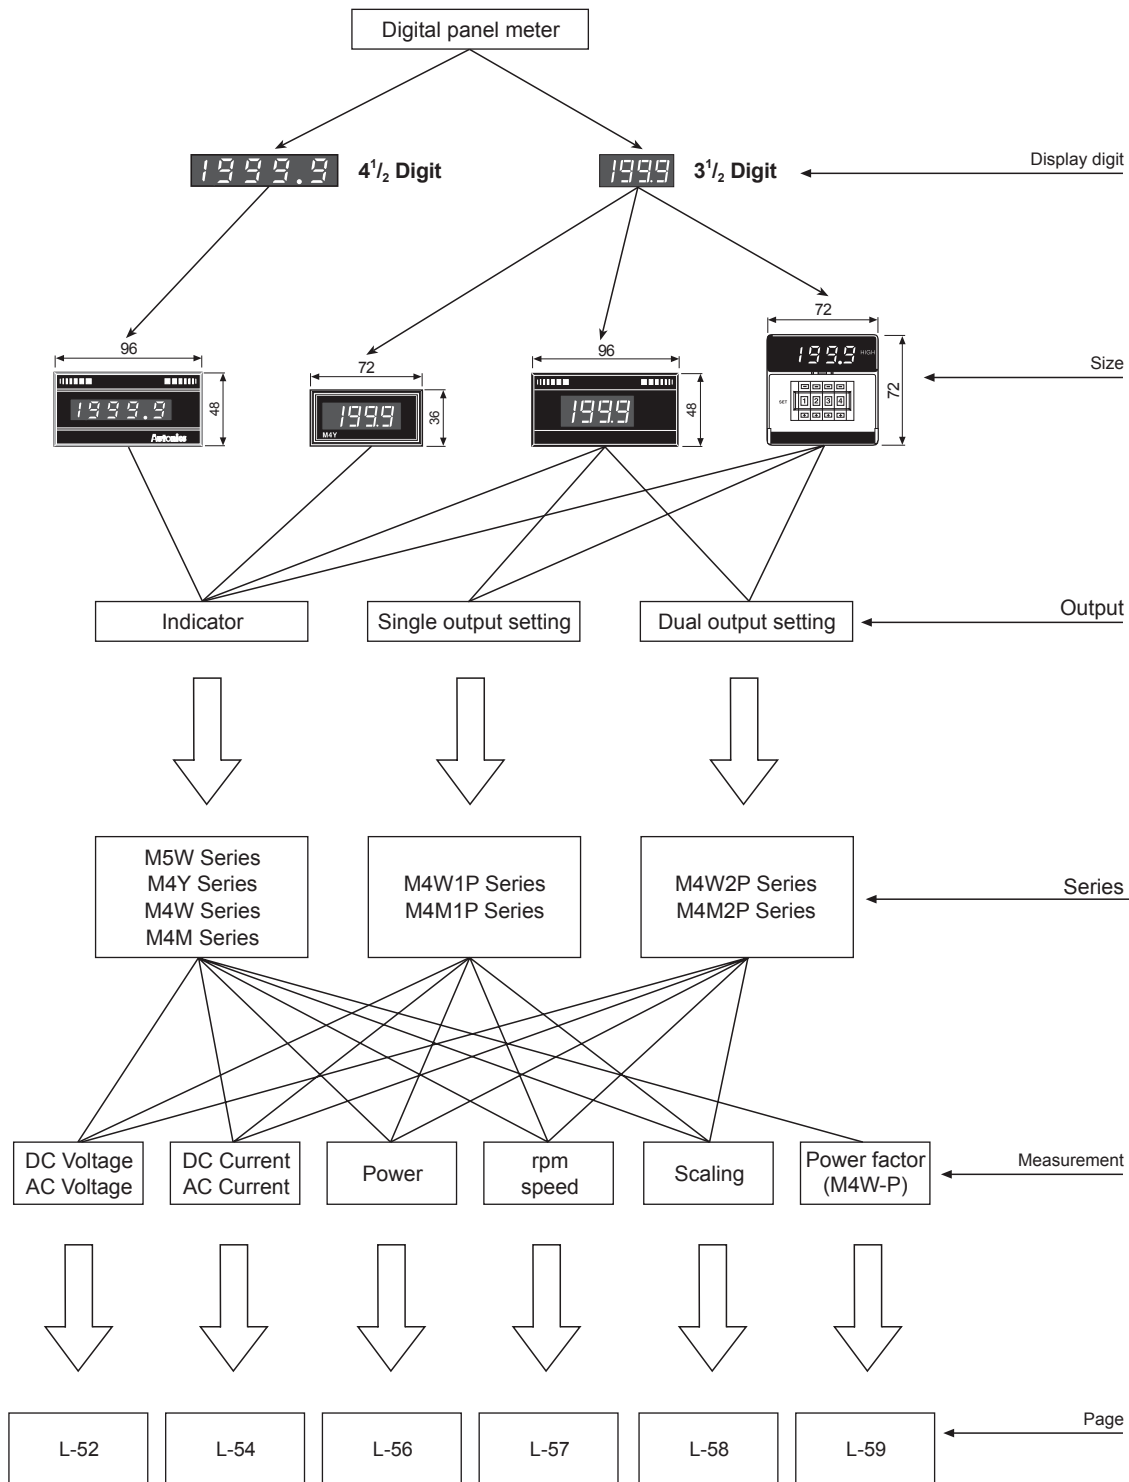 Digital panel meter
1999.9
4 1/2 Digit
199.9
3 1/2 Digit
Display digit
96
48
1999.9
Autonics
72
36
199.9
M4Y
96
48
199.9
72
72
199.9 HIGH
SET 1 2 3 4
Size
Indicator
Single output setting
Dual output setting
Output
M5W Series
M4Y Series
M4W Series
M4M Series
M4W1P Series
M4M1P Series
M4W2P Series
M4M2P Series
Series
DC Voltage
AC Voltage
DC Current
AC Current
Power
rpm
speed
Scaling
Power factor
(M4W-P)
Measurement
L-52
L-54
L-56
L-57
L-58
L-59
Page